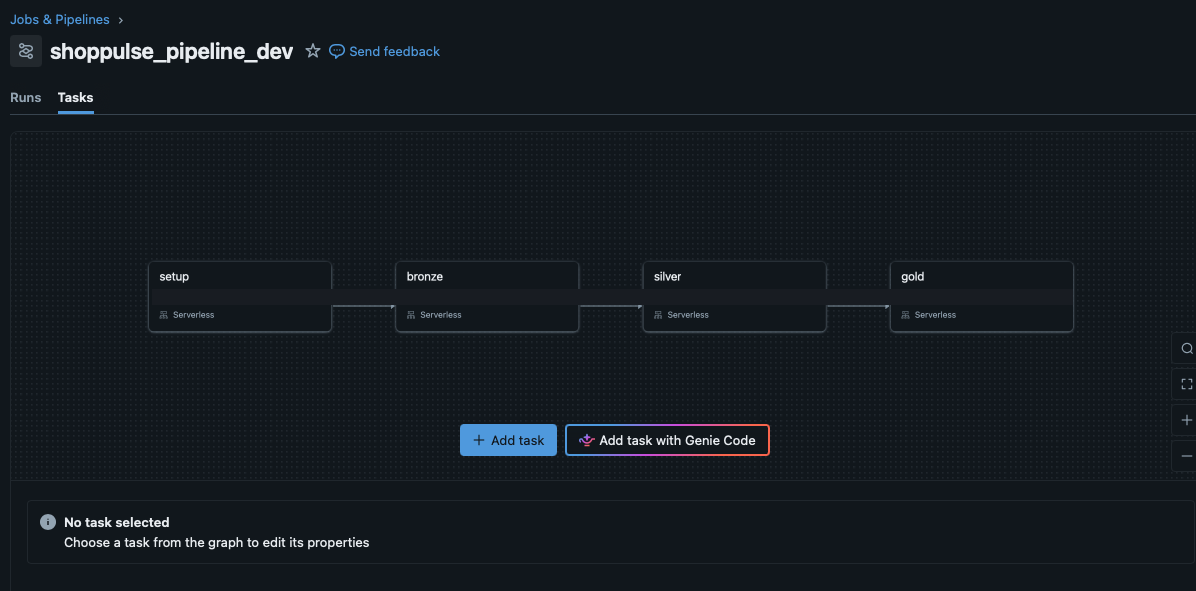 Jobs & Pipelines ›
shoppulse_pipeline_dev Send feedback
Runs Tasks
setup bronze silver gold
Serverless Serverless Serverless Serverless
+ Add task Add task with Genie Code
No task selected
Choose a task from the graph to edit its properties